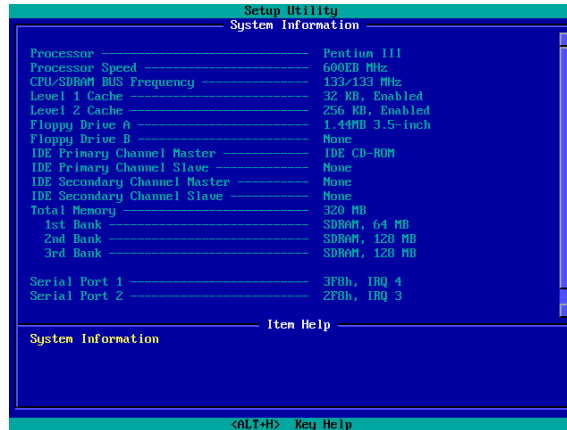 Setup Utility
System Information
Processor ---------------------------- Pentium III
Processor Speed ---------------------- 600EB MHz
CPU/SDRAM BUS Frequency -------------- 133/133 MHz
Level 1 Cache ------------------------ 32 KB, Enabled
Level 2 Cache ------------------------ 256 KB, Enabled
Floppy Drive A ----------------------- 1.44MB 3.5-inch
Floppy Drive B ----------------------- None
IDE Primary Channel Master ----------- IDE CD-ROM
IDE Primary Channel Slave ------------ None
IDE Secondary Channel Master --------- None
IDE Secondary Channel Slave ---------- None
Total Memory ------------------------- 320 MB
1st Bank --------------------------- SDRAM, 64 MB
2nd Bank --------------------------- SDRAM, 128 MB
3rd Bank --------------------------- SDRAM, 128 MB
Serial Port 1 ------------------------ 3F8h, IRQ 4
Serial Port 2 ------------------------ 2F8h, IRQ 3
Item Help
System Information
<ALT+H> Key Help